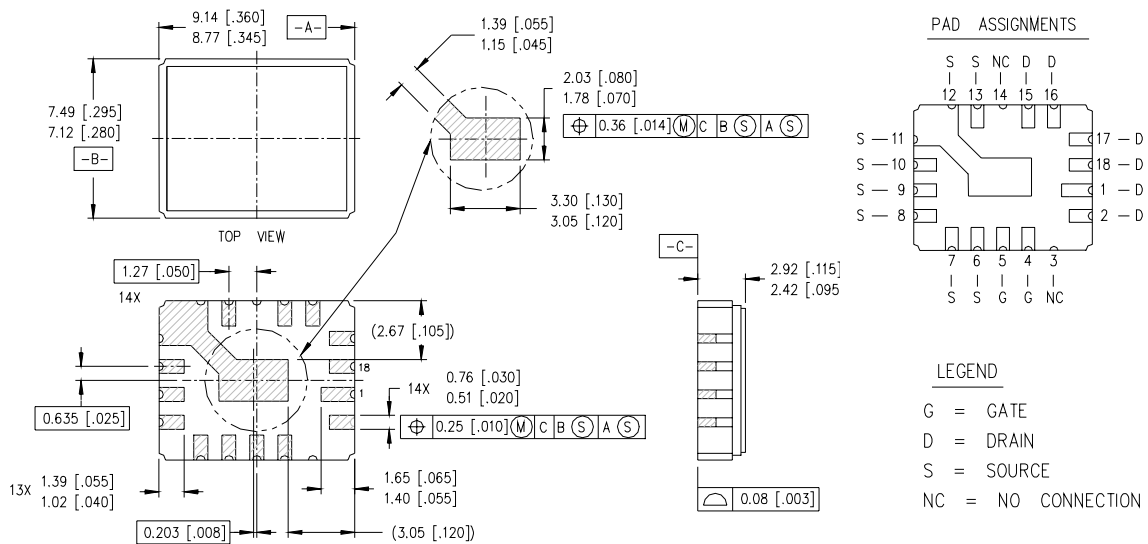 9.14 [.360]
8.77 [.345]
-A-
7.49 [.295]
7.12 [.280]
-B-
TOP VIEW
1.39 [.055]
1.15 [.045]
2.03 [.080]
1.78 [.070]
⌖ 0.36 [.014] Ⓜ C B Ⓢ A Ⓢ
3.30 [.130]
3.05 [.120]
1.27 [.050]
14X
(2.67 [.105])
18
1
0.635 [.025]
14X 0.76 [.030]
0.51 [.020]
⌖ 0.25 [.010] Ⓜ C B Ⓢ A Ⓢ
13X 1.39 [.055]
1.02 [.040]
1.65 [.065]
1.40 [.055]
0.203 [.008]
(3.05 [.120])
-C-
2.92 [.115]
2.42 [.095
⌓ 0.08 [.003]
PAD ASSIGNMENTS
S S NC D D
12 13 14 15 16
S — 11
S — 10
S — 9
S — 8
17 — D
18 — D
1 — D
2 — D
7 6 5 4 3
S S G G NC
LEGEND
G = GATE
D = DRAIN
S = SOURCE
NC = NO CONNECTION